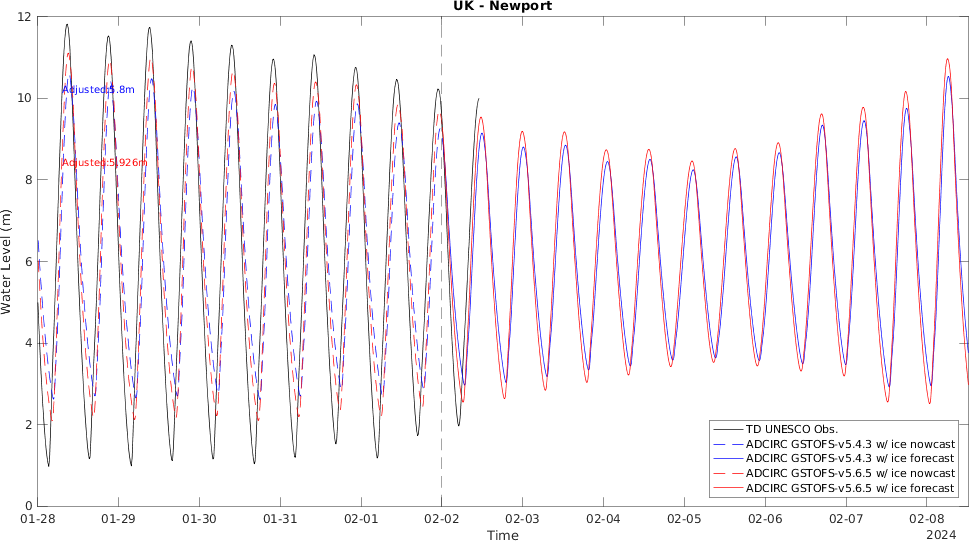 UK - Newport
12
10
8
6
4
2
0
Water Level (m)
Adjusted:5.8m
Adjusted:5.926m
TD UNESCO Obs.
ADCIRC GSTOFS-v5.4.3 w/ ice nowcast
ADCIRC GSTOFS-v5.4.3 w/ ice forecast
ADCIRC GSTOFS-v5.6.5 w/ ice nowcast
ADCIRC GSTOFS-v5.6.5 w/ ice forecast
01-28 01-29 01-30 01-31 02-01 02-02 02-03 02-04 02-05 02-06 02-07 02-08
Time
2024